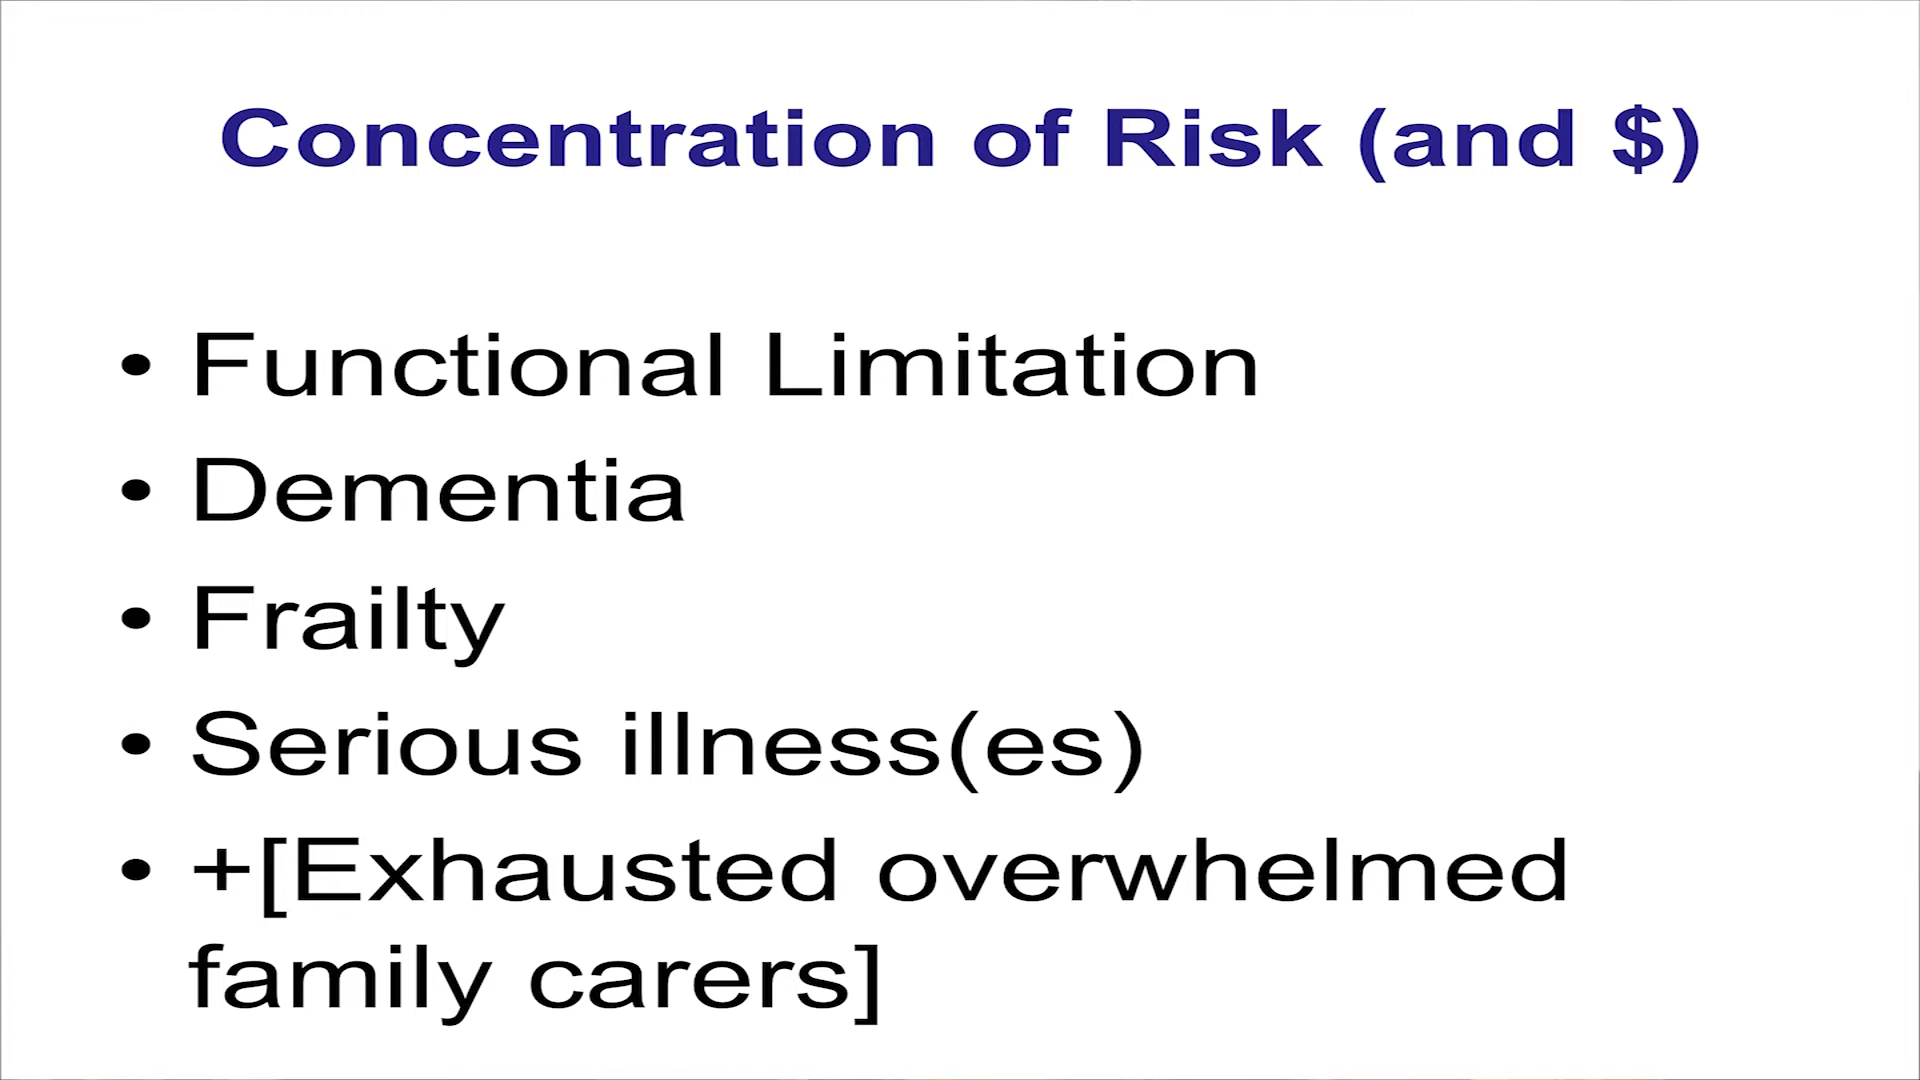 Concentration of Risk (and $)
• Functional Limitation
• Dementia
• Frailty
• Serious illness(es)
• +[Exhausted overwhelmed
family carers]